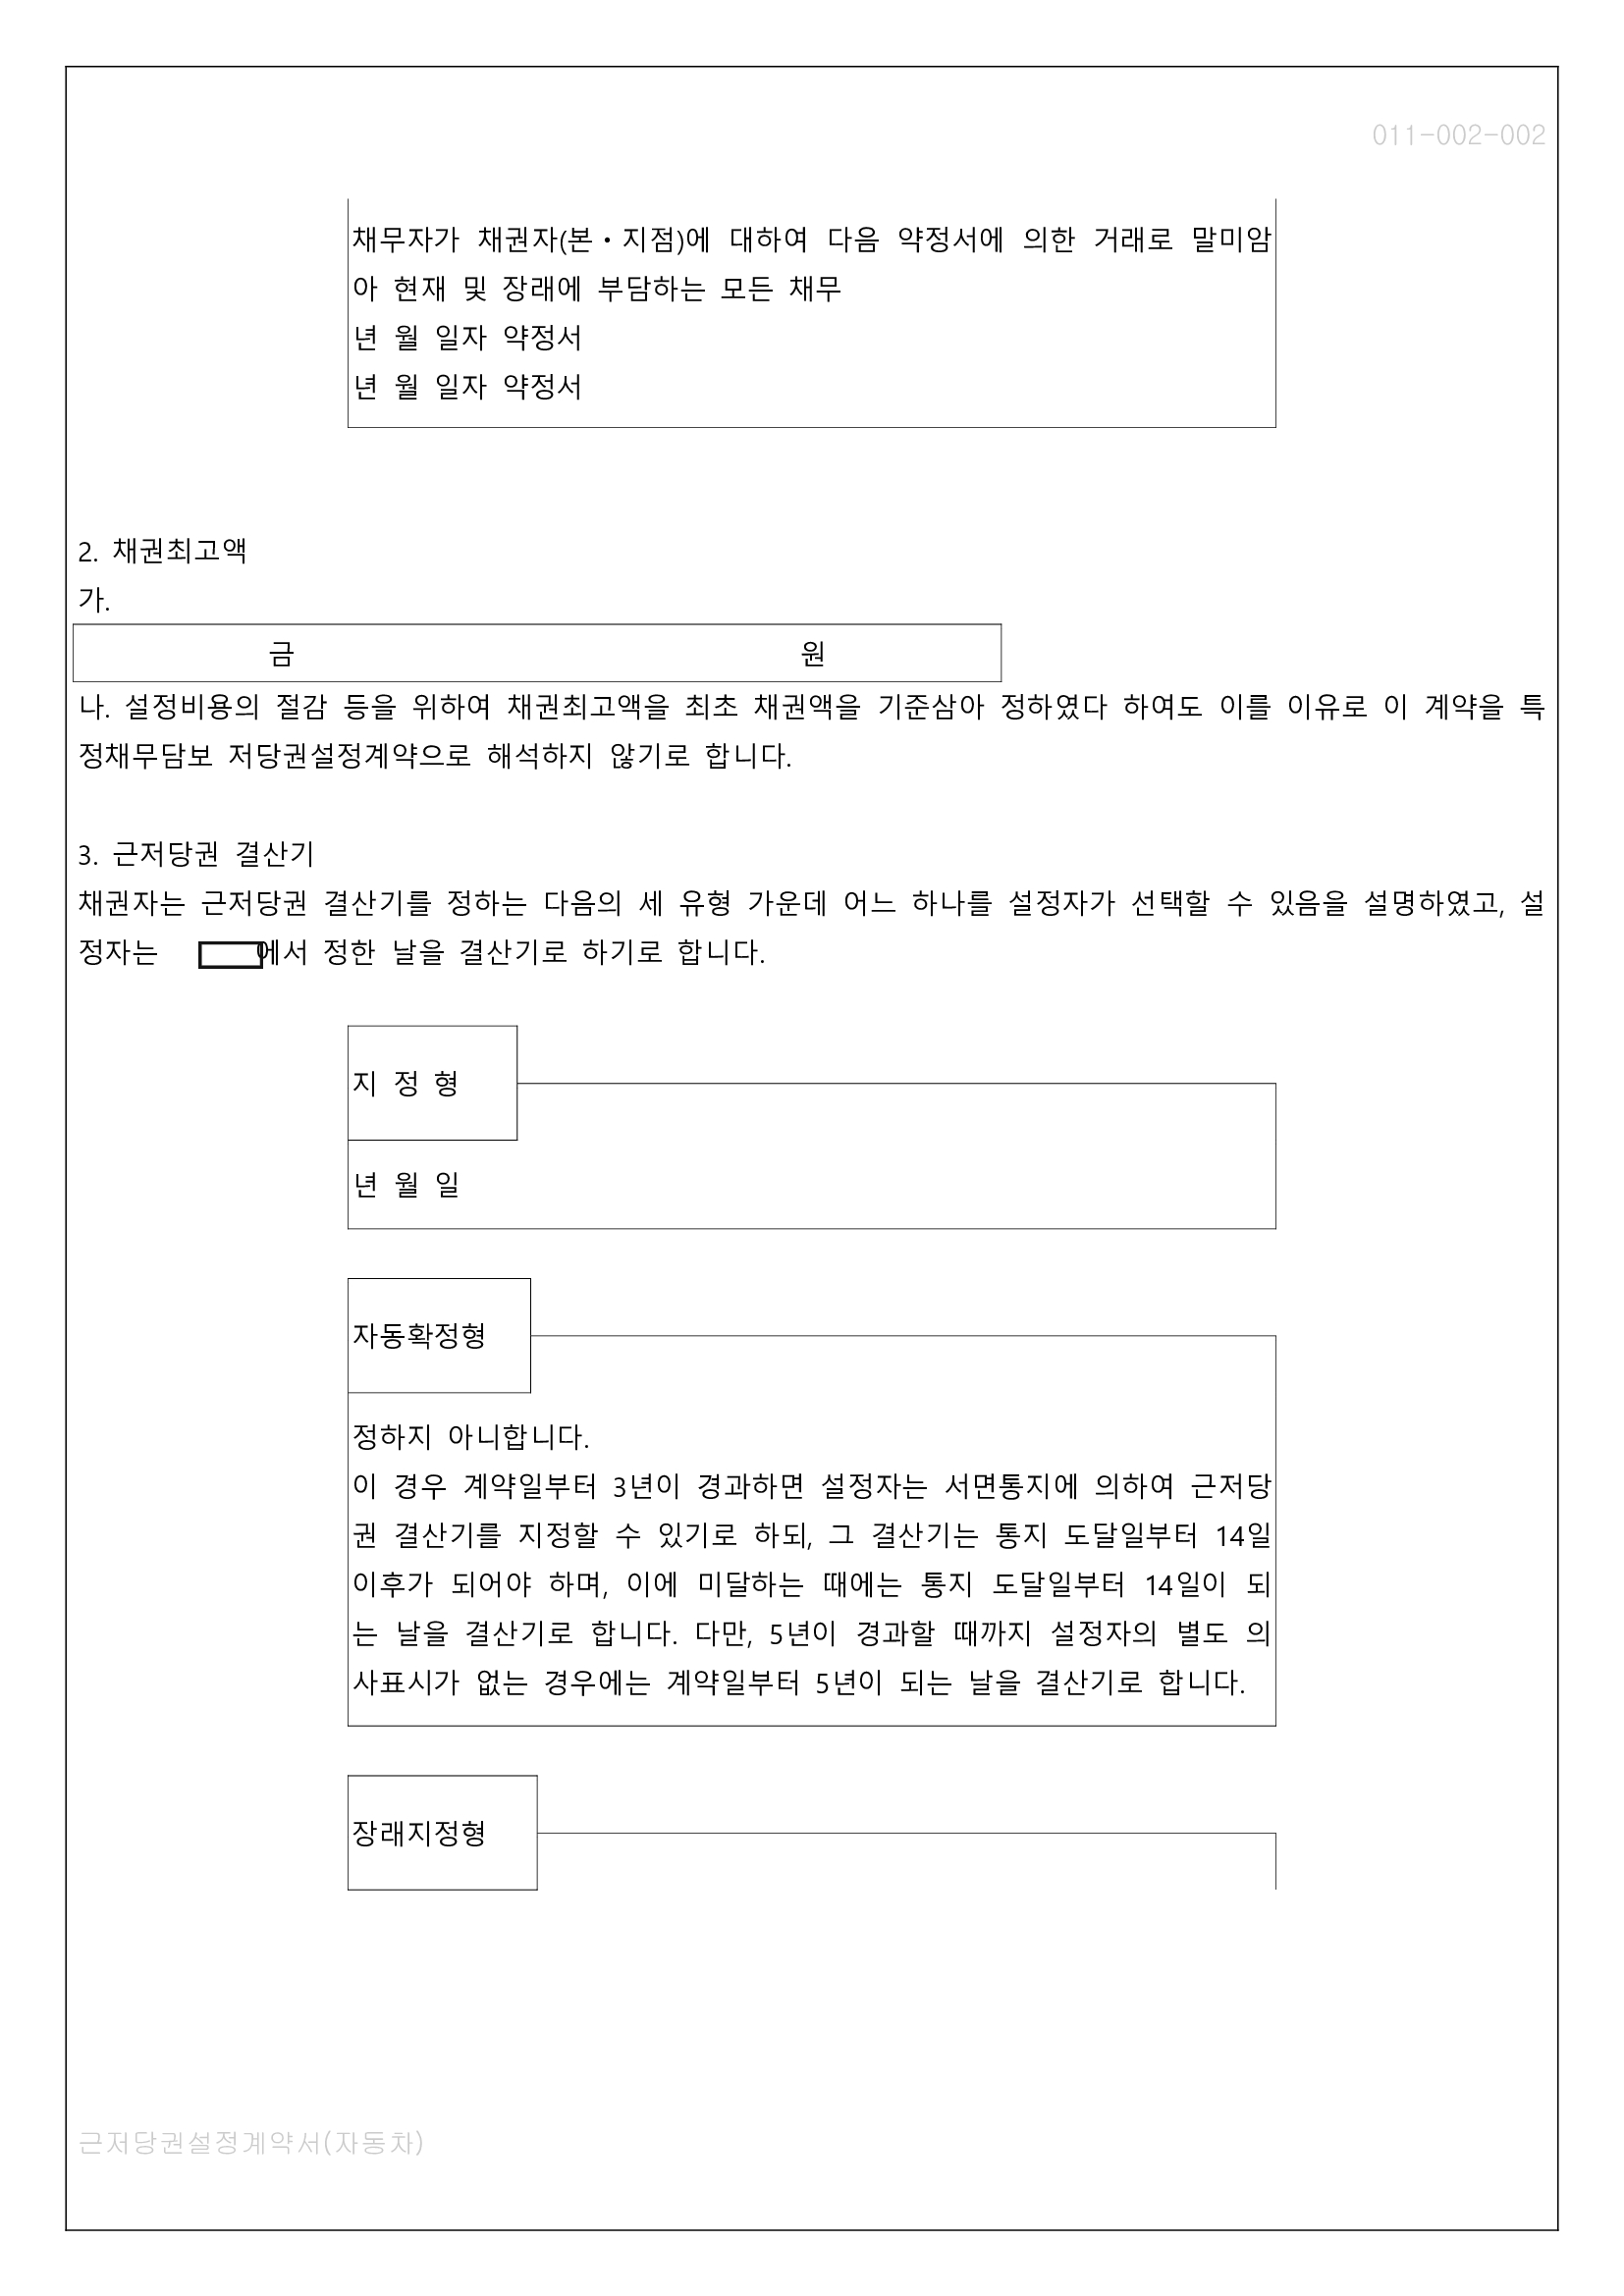 011-002-002
채무자가 채권자(본·지점)에 대하여 다음 약정서에 의한 거래로 말미암
아 현재 및 장래에 부담하는 모든 채무
년 월 일자 약정서
년 월 일자 약정서
2. 채권최고액
가.
금 원
나. 설정비용의 절감 등을 위하여 채권최고액을 최초 채권액을 기준삼아 정하였다 하여도 이를 이유로 이 계약을 특
정채무담보 저당권설정계약으로 해석하지 않기로 합니다.
3. 근저당권 결산기
채권자는 근저당권 결산기를 정하는 다음의 세 유형 가운데 어느 하나를 설정자가 선택할 수 있음을 설명하였고, 설
정자는 에서 정한 날을 결산기로 하기로 합니다.
지 정 형
년 월 일
자동확정형
정하지 아니합니다.
이 경우 계약일부터 3년이 경과하면 설정자는 서면통지에 의하여 근저당
권 결산기를 지정할 수 있기로 하되, 그 결산기는 통지 도달일부터 14일
이후가 되어야 하며, 이에 미달하는 때에는 통지 도달일부터 14일이 되
는 날을 결산기로 합니다. 다만, 5년이 경과할 때까지 설정자의 별도 의
사표시가 없는 경우에는 계약일부터 5년이 되는 날을 결산기로 합니다.
장래지정형
근저당권설정계약서(자동차)